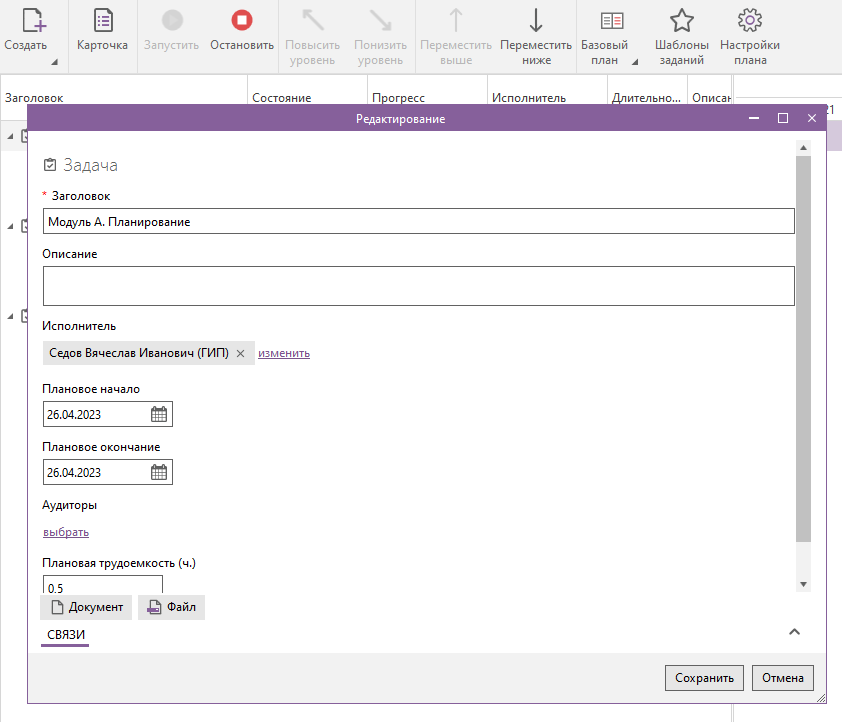 Создать
Карточка
Запустить
Остановить
Повысить уровень
Понизить уровень
Переместить выше
Переместить ниже
Базовый план
Шаблоны заданий
Настройки плана
Заголовок
Состояние
Прогресс
Исполнитель
Длительно...
Описан
21
Редактирование
Задача
* Заголовок
Модуль А. Планирование
Описание
Исполнитель
Седов Вячеслав Иванович (ГИП) × изменить
Плановое начало
26.04.2023
Плановое окончание
26.04.2023
Аудиторы
выбрать
Плановая трудоемкость (ч.)
0.5
Документ
Файл
СВЯЗИ
Сохранить
Отмена